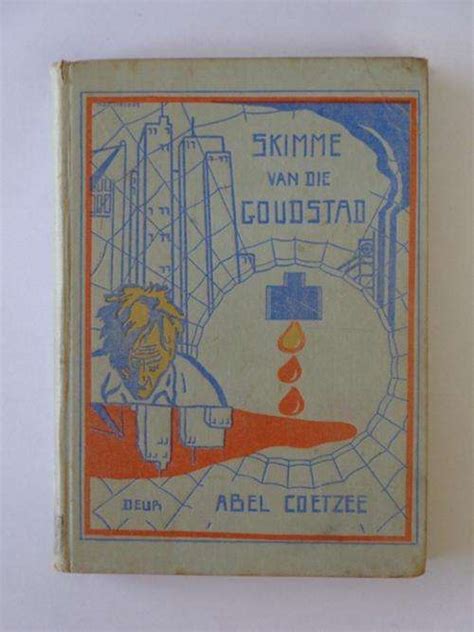 SKIMME
VAN DIE
GOUDSTAD
DEUR ABEL COETZEE